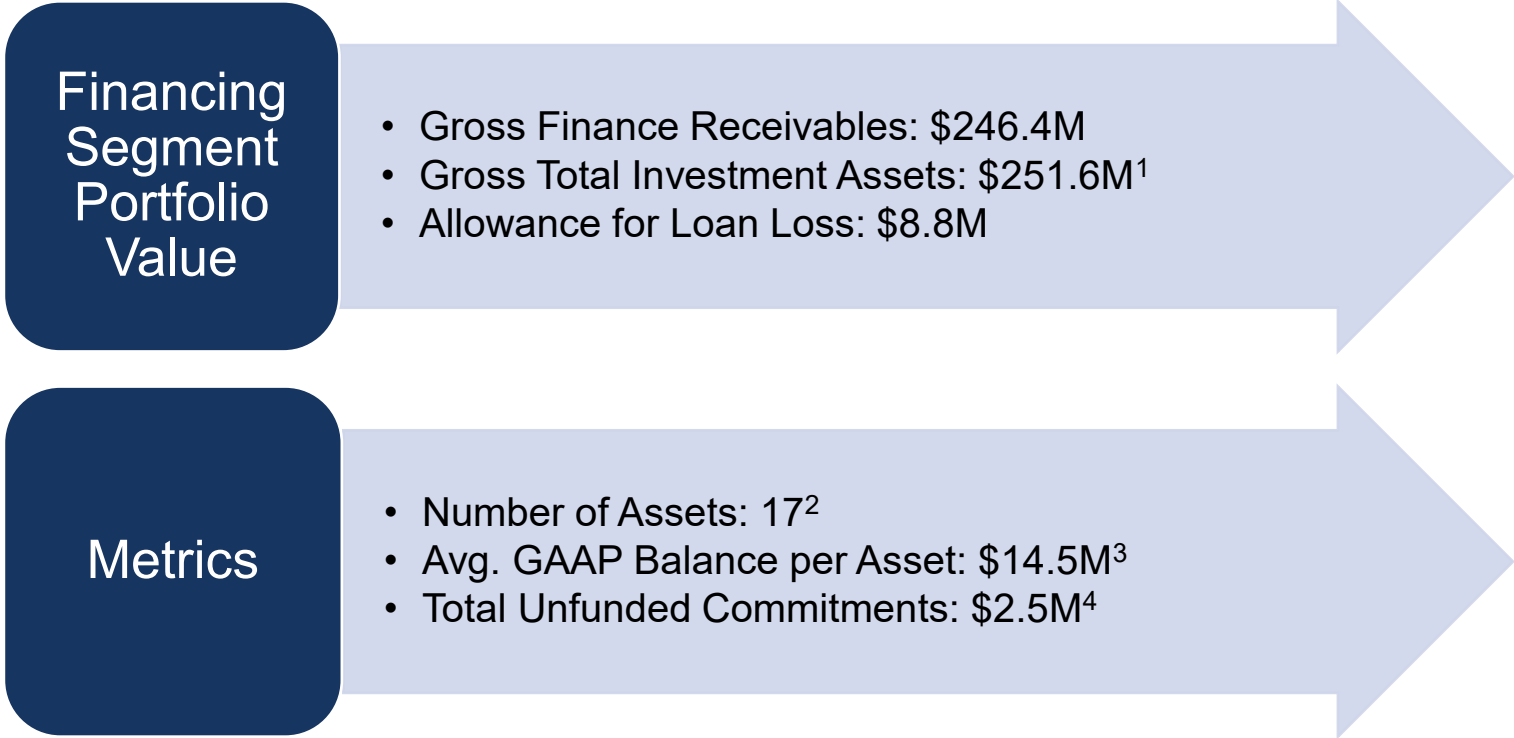 Financing
Segment
Portfolio
Value
• Gross Finance Receivables: $246.4M
• Gross Total Investment Assets: $251.6M¹
• Allowance for Loan Loss: $8.8M
Metrics
• Number of Assets: 17²
• Avg. GAAP Balance per Asset: $14.5M³
• Total Unfunded Commitments: $2.5M⁴